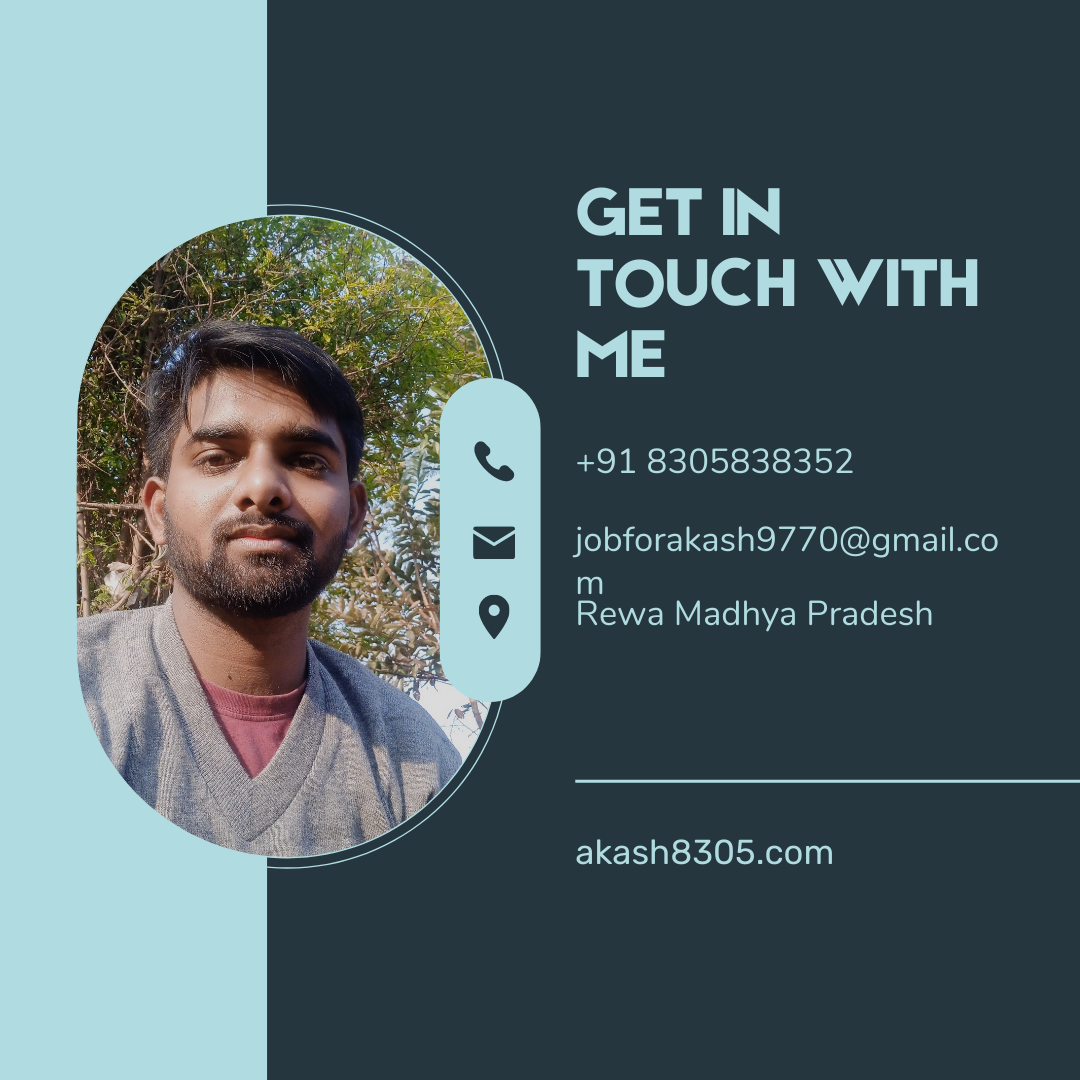 GET IN
TOUCH WITH
ME
+91 8305838352
jobforakash9770@gmail.co
m
Rewa Madhya Pradesh
akash8305.com